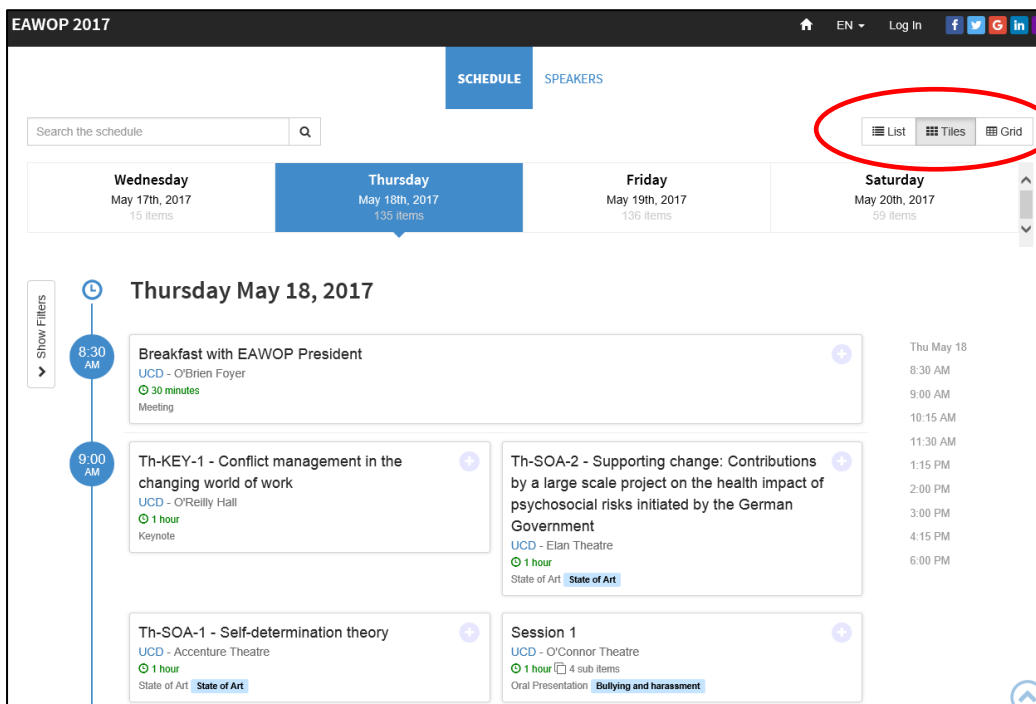 EAWOP 2017
EN
Log In
SCHEDULE
SPEAKERS
Search the schedule
List
Tiles
Grid
Wednesday
May 17th, 2017
15 items
Thursday
May 18th, 2017
135 items
Friday
May 19th, 2017
136 items
Saturday
May 20th, 2017
59 items
Show Filters
Thursday May 18, 2017
8:30
AM
Breakfast with EAWOP President
UCD - O'Brien Foyer
30 minutes
Meeting
9:00
AM
Th-KEY-1 - Conflict management in the
changing world of work
UCD - O'Reilly Hall
1 hour
Keynote
Th-SOA-2 - Supporting change: Contributions
by a large scale project on the health impact of
psychosocial risks initiated by the German
Government
UCD - Elan Theatre
1 hour
State of Art State of Art
Th-SOA-1 - Self-determination theory
UCD - Accenture Theatre
1 hour
State of Art State of Art
Session 1
UCD - O'Connor Theatre
1 hour 4 sub items
Oral Presentation Bullying and harassment
Thu May 18
8:30 AM
9:00 AM
10:15 AM
11:30 AM
1:15 PM
2:00 PM
3:00 PM
4:15 PM
6:00 PM